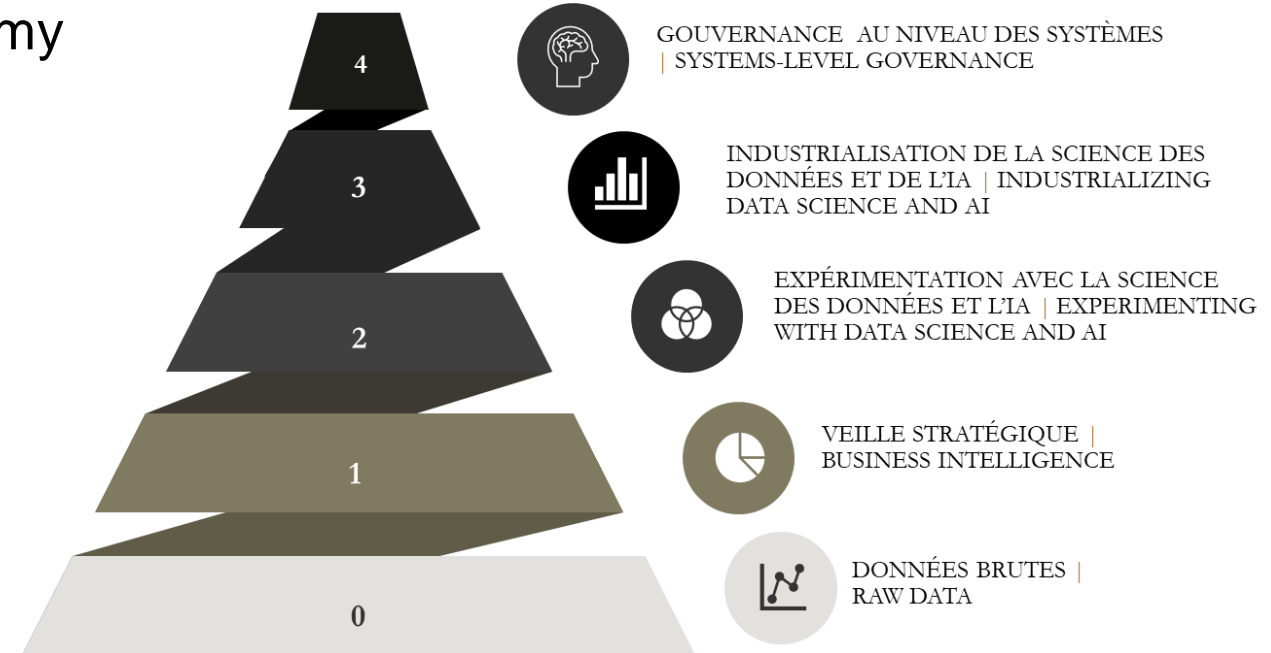 my
4
GOUVERNANCE AU NIVEAU DES SYSTÈMES
| SYSTEMS-LEVEL GOVERNANCE
3
INDUSTRIALISATION DE LA SCIENCE DES
DONNÉES ET DE L’IA | INDUSTRIALIZING
DATA SCIENCE AND AI
2
EXPÉRIMENTATION AVEC LA SCIENCE
DES DONNÉES ET L’IA | EXPERIMENTING
WITH DATA SCIENCE AND AI
1
VEILLE STRATÉGIQUE |
BUSINESS INTELLIGENCE
0
DONNÉES BRUTES |
RAW DATA